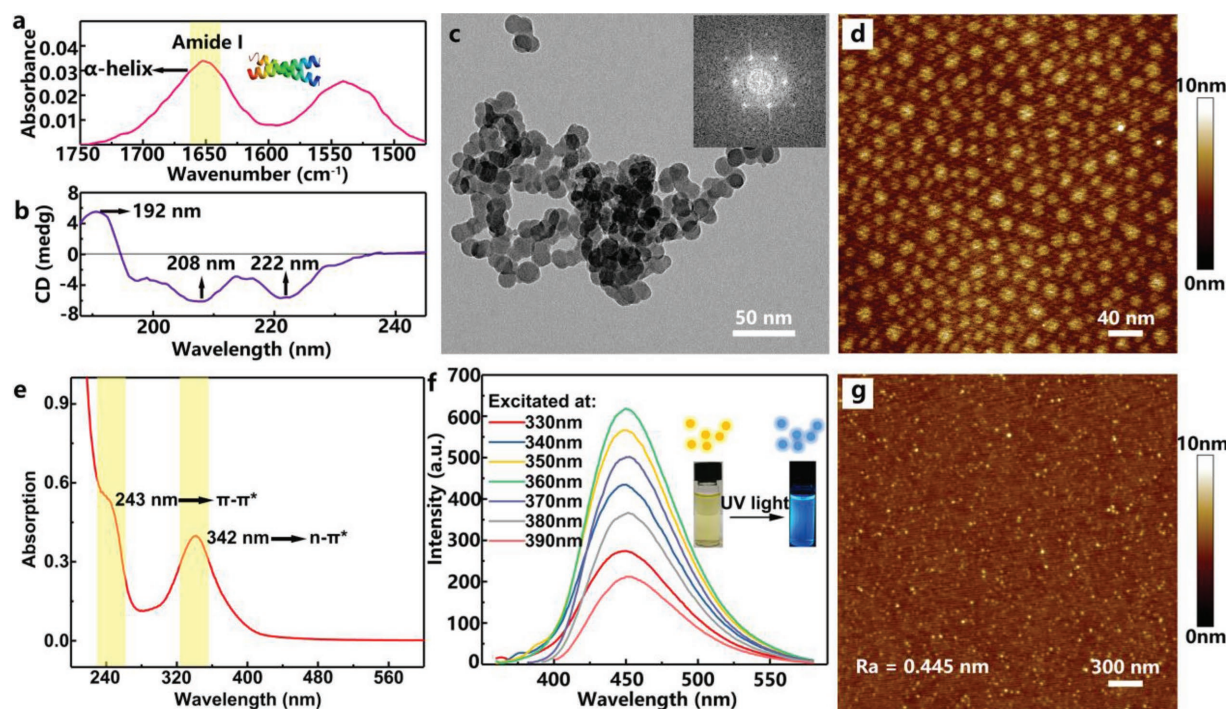 a
Amide I
α-helix
Absorbance
0.04
0.03
0.02
0.01
1750 1700 1650 1600 1550 1500
Wavenumber (cm⁻¹)
b
192 nm
208 nm
222 nm
CD (medg)
8
4
0
-4
-8
200 220 240
Wavelength (nm)
c
50 nm
d
40 nm
10nm
0nm
e
243 nm π-π*
342 nm n-π*
Absorption
0.9
0.6
0.3
0.0
240 320 400 480 560
Wavelength (nm)
f
Excitated at:
330nm
340nm
350nm
360nm
370nm
380nm
390nm
UV light
Intensity (a.u.)
700
600
500
400
300
200
100
0
400 450 500 550
Wavelength (nm)
g
Ra = 0.445 nm
300 nm
10nm
0nm